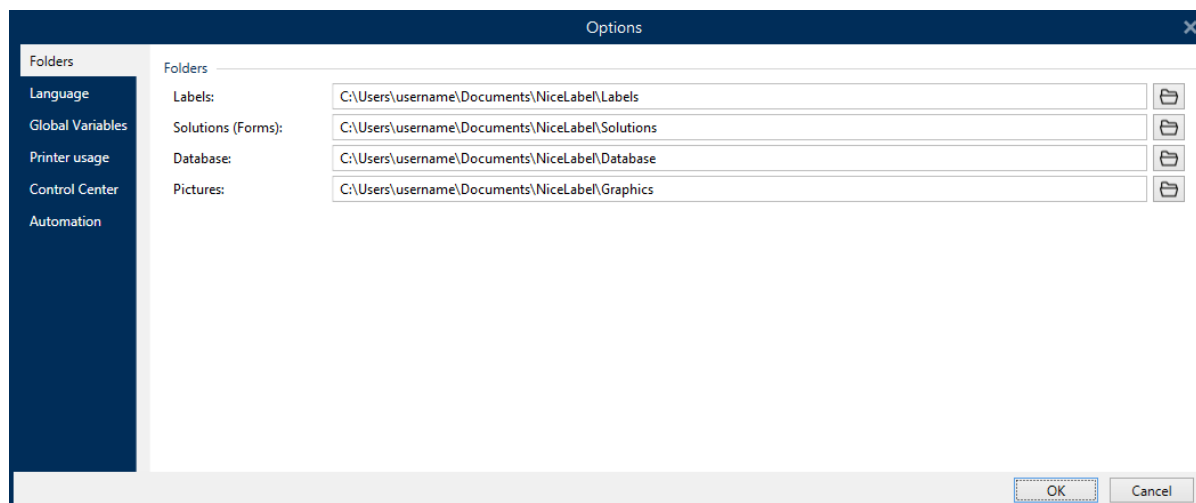 Options
Folders
Language
Global Variables
Printer usage
Control Center
Automation
Folders
Labels: C:\Users\username\Documents\NiceLabel\Labels
Solutions (Forms): C:\Users\username\Documents\NiceLabel\Solutions
Database: C:\Users\username\Documents\NiceLabel\Database
Pictures: C:\Users\username\Documents\NiceLabel\Graphics
OK Cancel